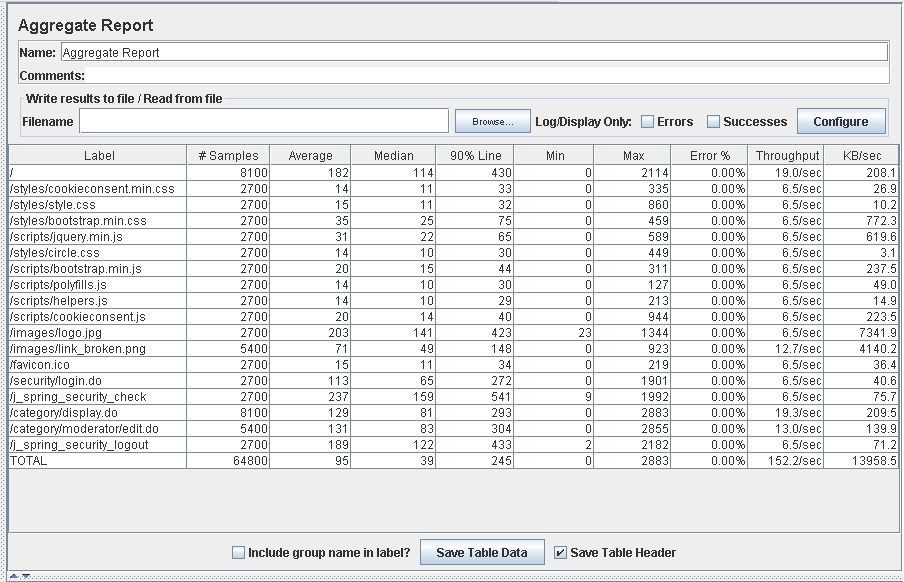 Aggregate Report
Name: Aggregate Report
Comments:
Write results to file / Read from file
Filename Browse... Log/Display Only: Errors Successes Configure
Label # Samples Average Median 90% Line Min Max Error % Throughput KB/sec
/ 8100 182 114 430 0 2114 0.00% 19.0/sec 208.1
/styles/cookieconsent.min.css 2700 14 11 33 0 335 0.00% 6.5/sec 26.9
/styles/style.css 2700 15 11 32 0 860 0.00% 6.5/sec 10.2
/styles/bootstrap.min.css 2700 35 25 75 0 459 0.00% 6.5/sec 772.3
/scripts/jquery.min.js 2700 31 22 65 0 589 0.00% 6.5/sec 619.6
/styles/circle.css 2700 14 10 30 0 449 0.00% 6.5/sec 3.1
/scripts/bootstrap.min.js 2700 20 15 44 0 311 0.00% 6.5/sec 237.5
/scripts/polyfills.js 2700 14 10 30 0 127 0.00% 6.5/sec 49.0
/scripts/helpers.js 2700 14 10 29 0 213 0.00% 6.5/sec 14.9
/scripts/cookieconsent.js 2700 20 14 40 0 944 0.00% 6.5/sec 223.5
/images/logo.jpg 2700 203 141 423 23 1344 0.00% 6.5/sec 7341.9
/images/link_broken.png 5400 71 49 148 0 923 0.00% 12.7/sec 4140.2
/favicon.ico 2700 15 11 34 0 219 0.00% 6.5/sec 36.4
/security/login.do 2700 113 65 272 0 1901 0.00% 6.5/sec 40.6
/j_spring_security_check 2700 237 159 541 9 1992 0.00% 6.5/sec 75.7
/category/display.do 8100 129 81 293 0 2883 0.00% 19.3/sec 209.5
/category/moderator/edit.do 5400 131 83 304 0 2855 0.00% 13.0/sec 139.9
/j_spring_security_logout 2700 189 122 433 2 2182 0.00% 6.5/sec 71.2
TOTAL 64800 95 39 245 0 2883 0.00% 152.2/sec 13958.5
Include group name in label? Save Table Data Save Table Header